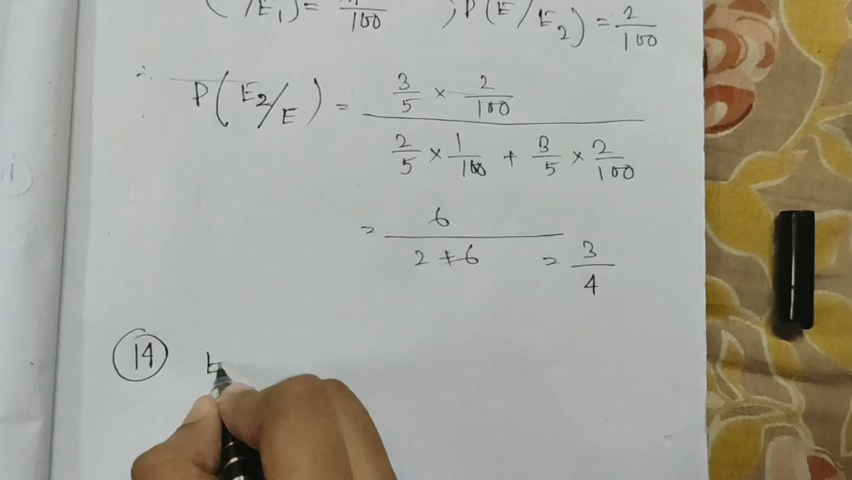 (/E₁) = /100 ; P(E/E₂) = 2/100
∴ P(E₂/E) = (3/5 × 2/100) / (2/5 × 1/100 + 3/5 × 2/100)
= 6/(2+6) = 3/4
14 E